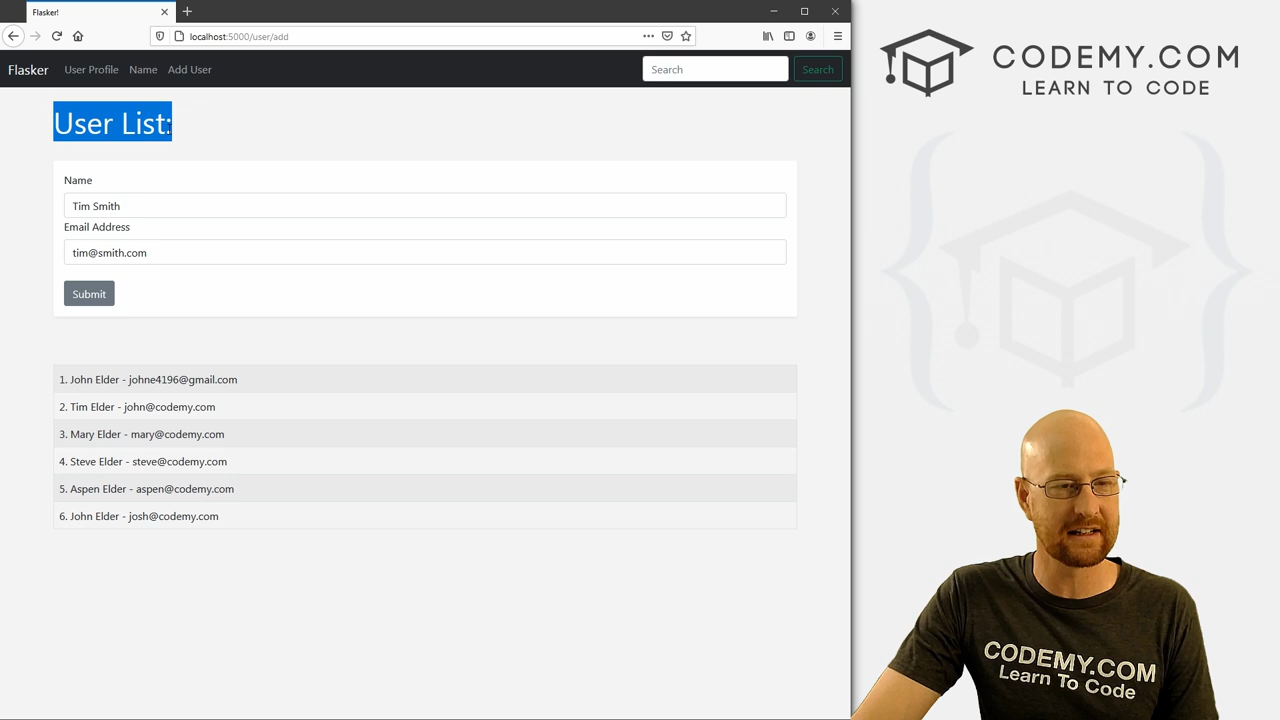 Flasker!
localhost:5000/user/add
Flasker User Profile Name Add User Search Search
User List:
Name
Tim Smith
Email Address
tim@smith.com
Submit
1. John Elder - johne4196@gmail.com
2. Tim Elder - john@codemy.com
3. Mary Elder - mary@codemy.com
4. Steve Elder - steve@codemy.com
5. Aspen Elder - aspen@codemy.com
6. John Elder - josh@codemy.com
CODEMY.COM
LEARN TO CODE
CODEMY.COM
Learn To Code